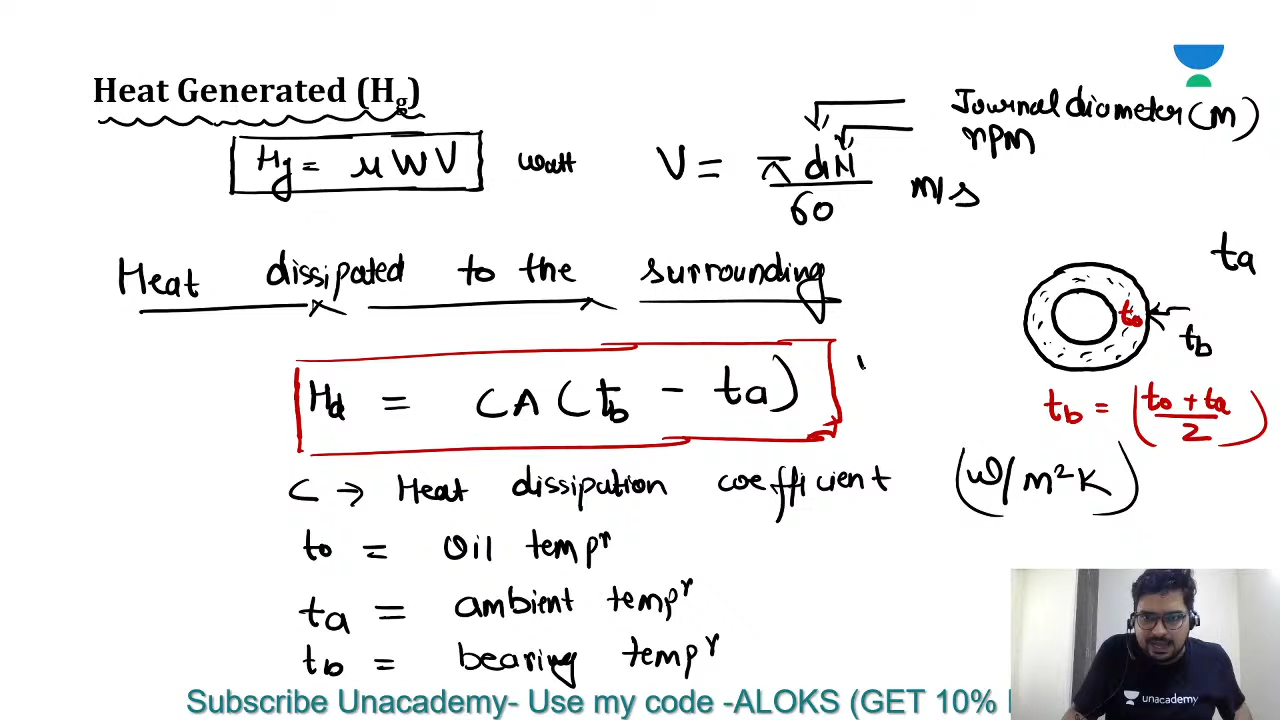 Heat Generated (Hg)
Hg = μWV watt
V = πdN/60 m/s
Journal diameter (m)
rpm
Heat dissipated to the surrounding
ta
to
tb
Hd = CA(tb - ta)
tb = (to + ta/2)
C → Heat dissipation coefficient (W/m²K)
to = Oil tempr
ta = ambient tempr
tb = bearing tempr
unacademy
Subscribe Unacademy- Use my code -ALOKS (GET 10%